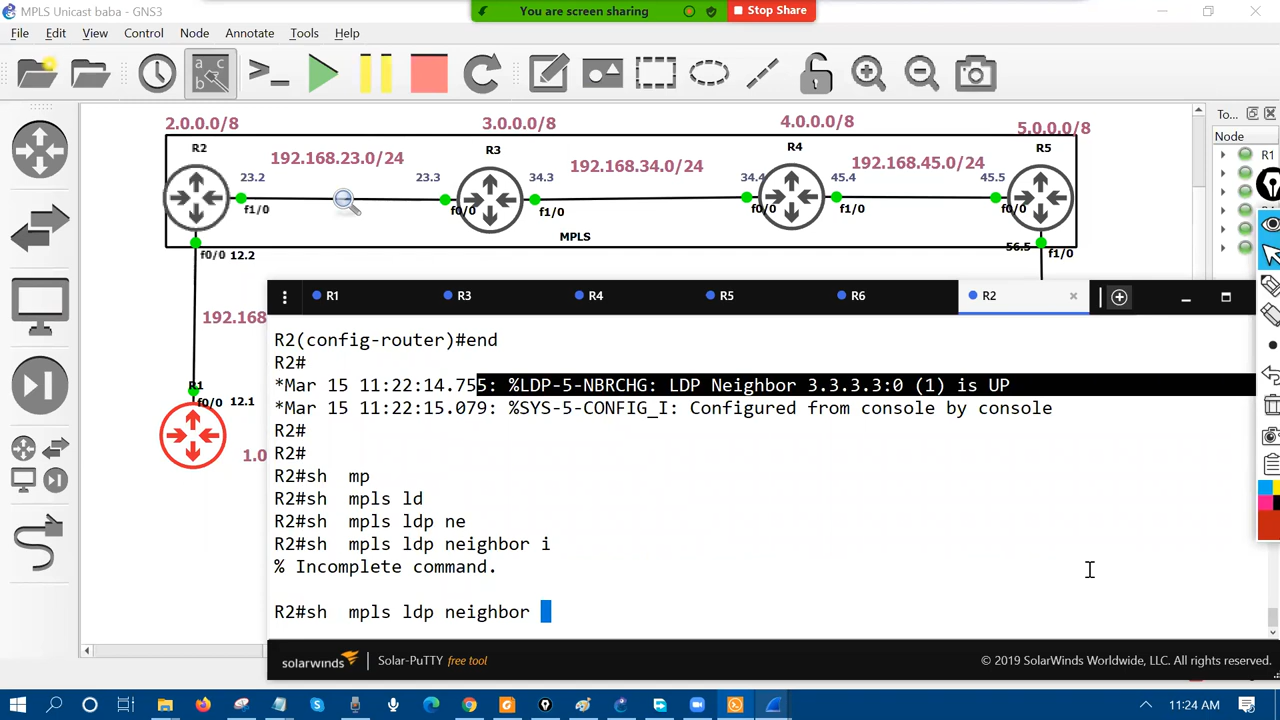 MPLS Unicast baba - GNS3
You are screen sharing
Stop Share
File Edit View Control Node Annotate Tools Help
2.0.0.0/8
3.0.0.0/8
4.0.0.0/8
5.0.0.0/8
To...
Node
R1
R2
R3
R4
R5
192.168.23.0/24
192.168.34.0/24
192.168.45.0/24
23.2
23.3
34.3
34.4
45.4
45.5
f1/0
f0/0
f1/0
f0/0
f1/0
f0/0
MPLS
56.5
f1/0
f0/0 12.2
192.168
R1
f0/0 12.1
1.0
R1 R3 R4 R5 R6 R2
R2(config-router)#end
R2#
*Mar 15 11:22:14.755: %LDP-5-NBRCHG: LDP Neighbor 3.3.3.3:0 (1) is UP
*Mar 15 11:22:15.079: %SYS-5-CONFIG_I: Configured from console by console
R2#
R2#
R2#sh  mp
R2#sh  mpls ld
R2#sh  mpls ldp ne
R2#sh  mpls ldp neighbor i
% Incomplete command.
R2#sh  mpls ldp neighbor
solarwinds Solar-PuTTY free tool
© 2019 SolarWinds Worldwide, LLC. All rights reserved.
11:24 AM